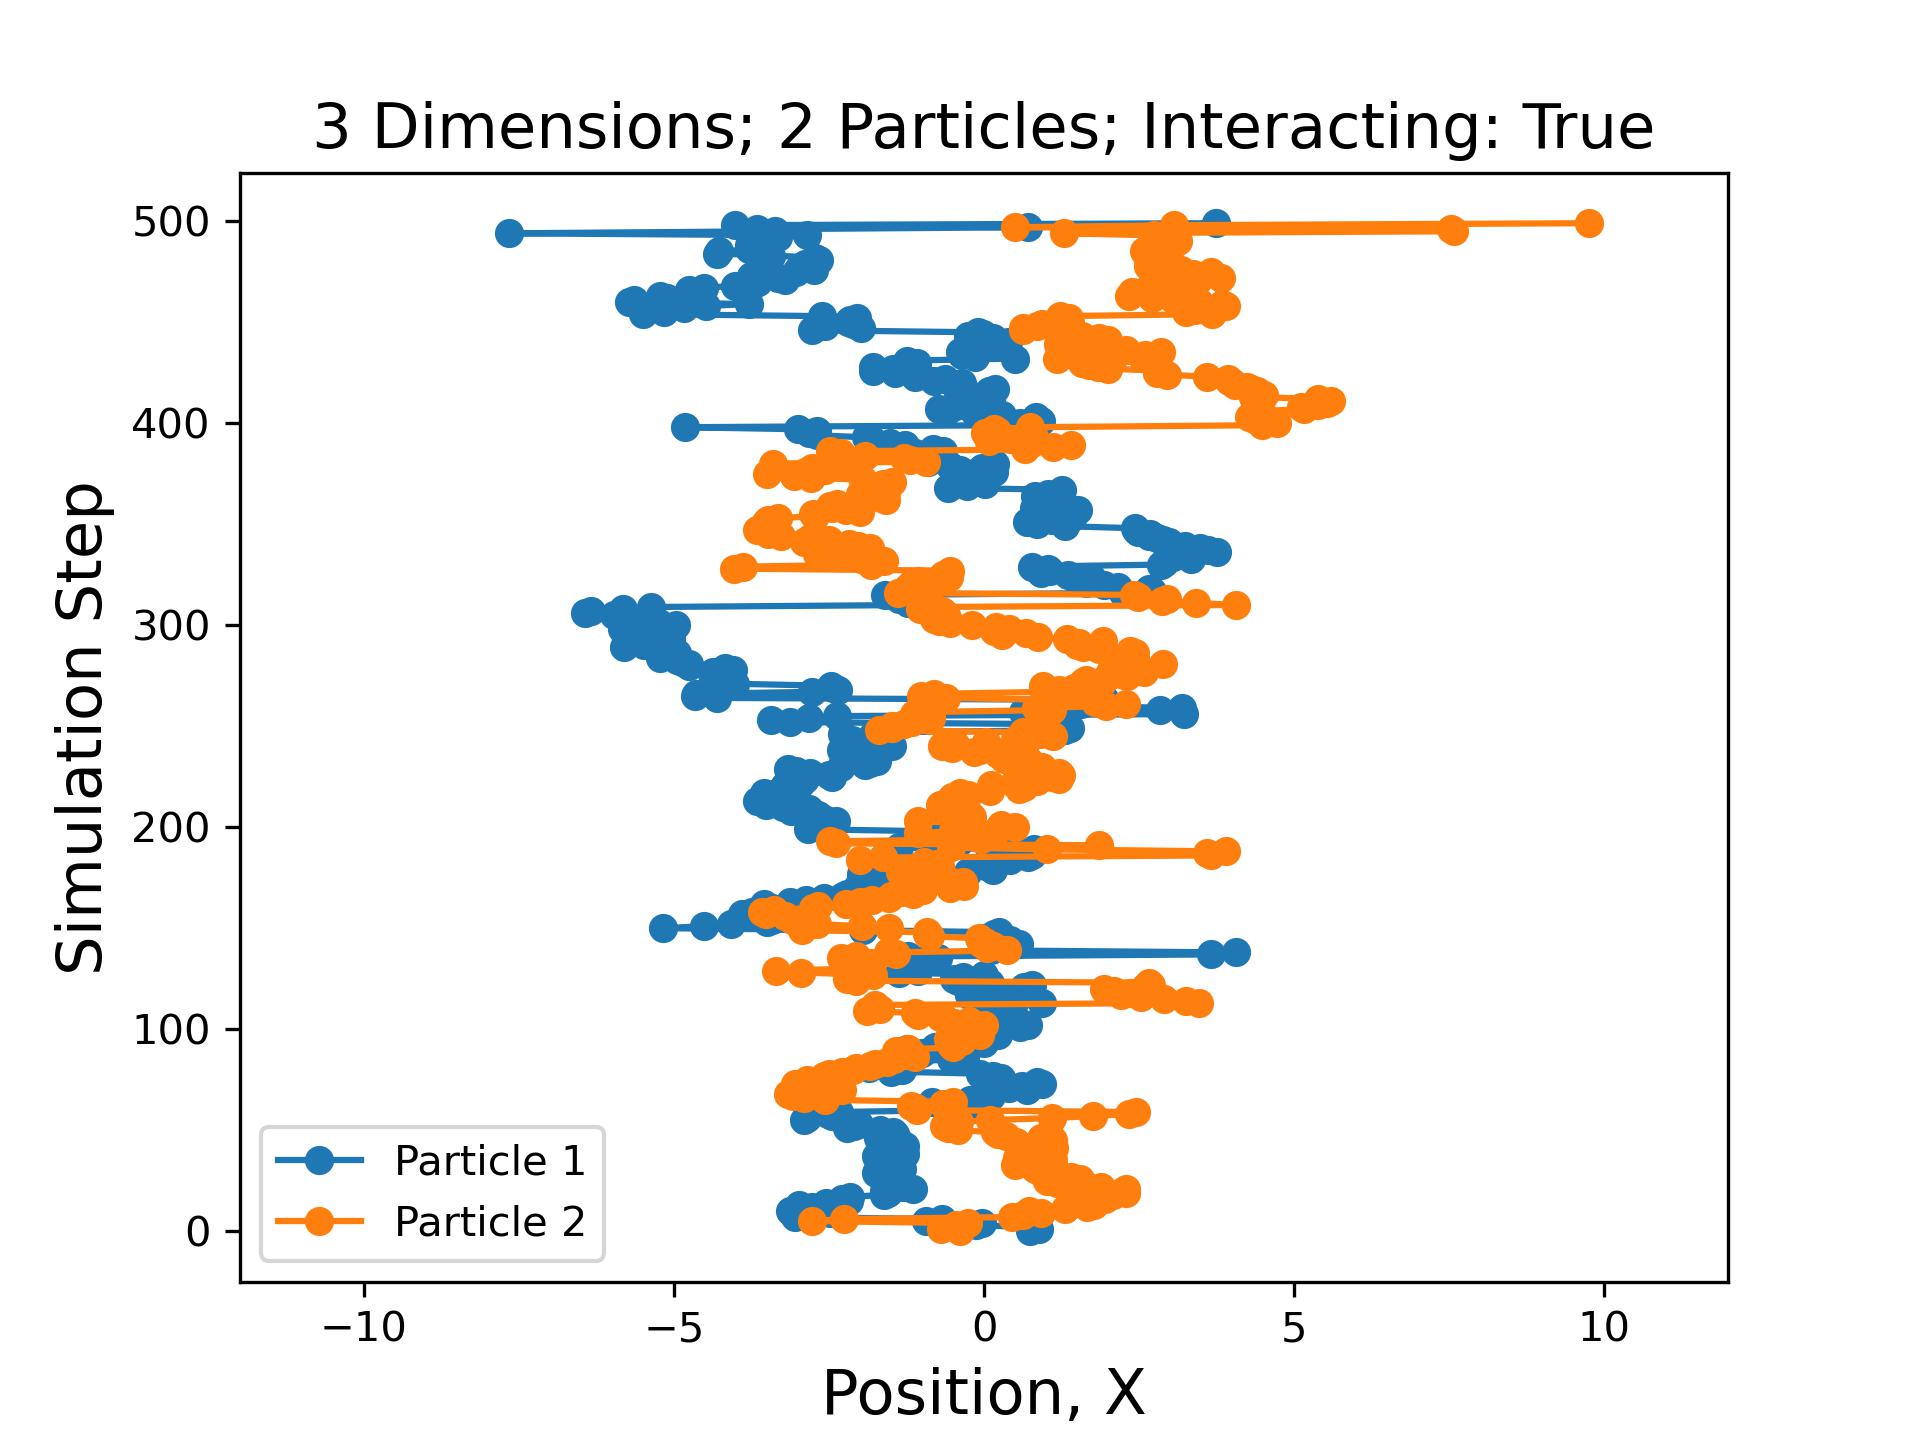 3 Dimensions; 2 Particles; Interacting: True
Simulation Step
500
400
300
200
100
0
Particle 1
Particle 2
−10
−5
0
5
10
Position, X